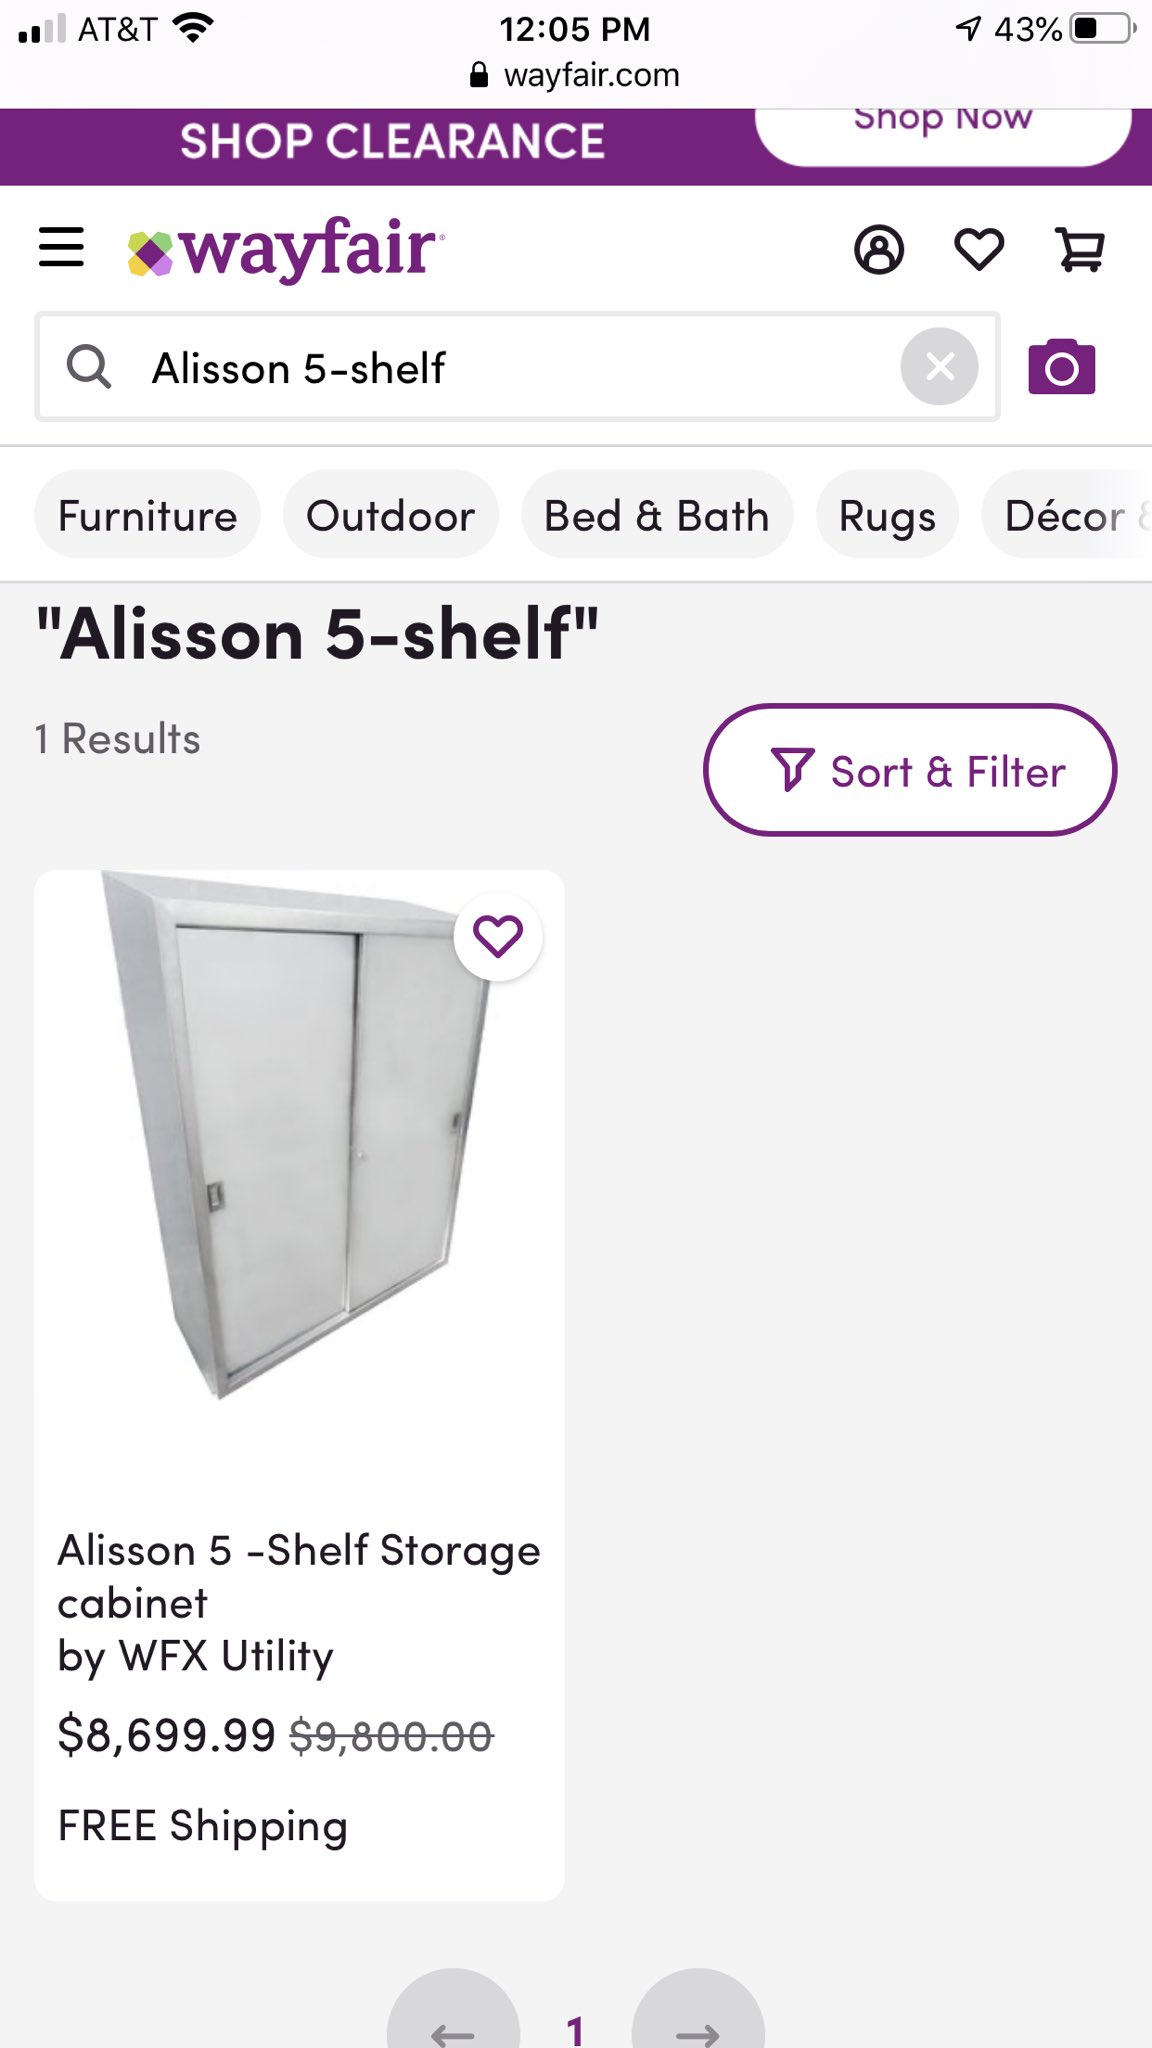 AT&T 12:05 PM 43%
wayfair.com
SHOP CLEARANCE Shop Now
wayfair
Alisson 5-shelf
Furniture Outdoor Bed & Bath Rugs Décor &
"Alisson 5-shelf"
1 Results
Sort & Filter
Alisson 5 -Shelf Storage
cabinet
by WFX Utility
$8,699.99 $9,800.00
FREE Shipping
1